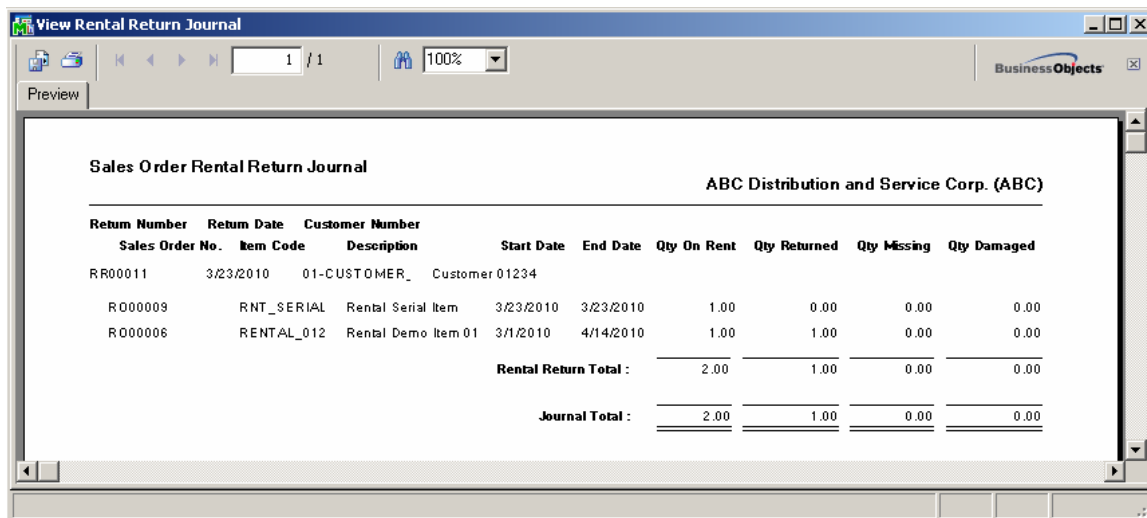 View Rental Return Journal
1 / 1 100%
BusinessObjects
Preview
Sales Order Rental Return Journal
ABC Distribution and Service Corp. (ABC)
Return Number Return Date Customer Number
Sales Order No. Item Code Description Start Date End Date Qty On Rent Qty Returned Qty Missing Qty Damaged
RR00011 3/23/2010 01-CUSTOMER_ Customer 01234
RO00009 RNT_SERIAL Rental Serial Item 3/23/2010 3/23/2010 1.00 0.00 0.00 0.00
RO00006 RENTAL_012 Rental Demo Item 01 3/1/2010 4/14/2010 1.00 1.00 0.00 0.00
Rental Return Total : 2.00 1.00 0.00 0.00
Journal Total : 2.00 1.00 0.00 0.00